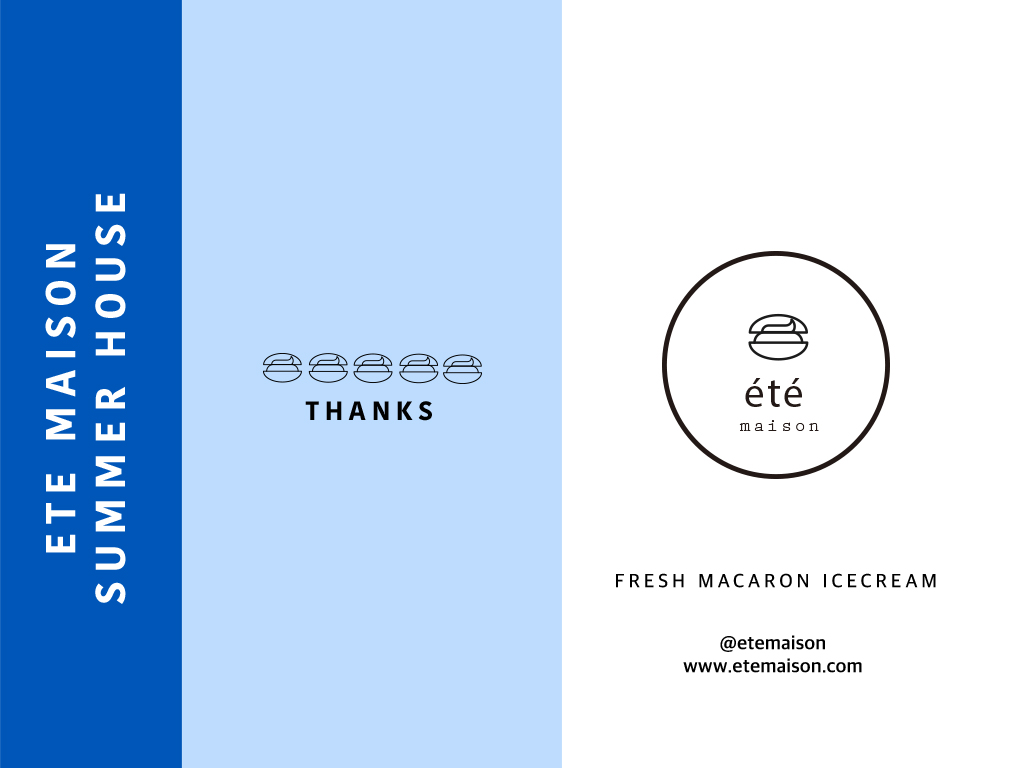 ETE MAISON
SUMMER HOUSE
THANKS
été
maison
FRESH MACARON ICECREAM
@etemaison
www.etemaison.com